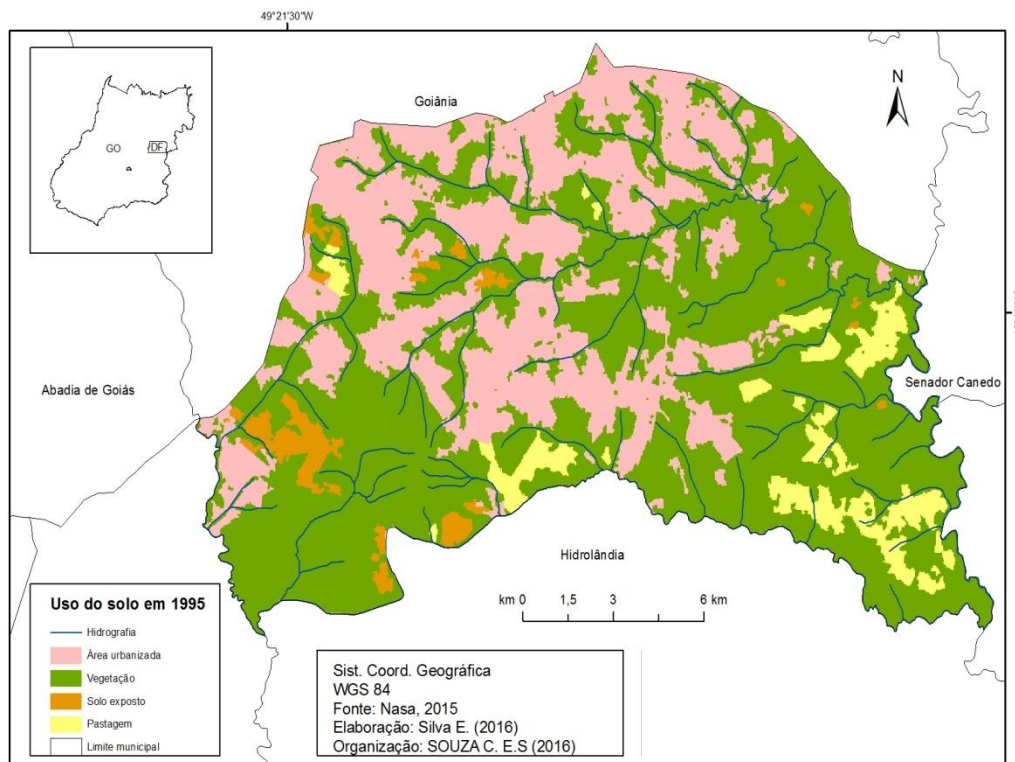 49°21'30"W
GO
DF
Goiânia
N
Abadia de Goiás
Senador Canedo
Hidrolândia
km 0 1,5 3 6 km
Uso do solo em 1995
Hidrografia
Área urbanizada
Vegetação
Solo exposto
Pastagem
Limite municipal
Sist. Coord. Geográfica
WGS 84
Fonte: Nasa, 2015
Elaboração: Silva E. (2016)
Organização: SOUZA C. E.S (2016)